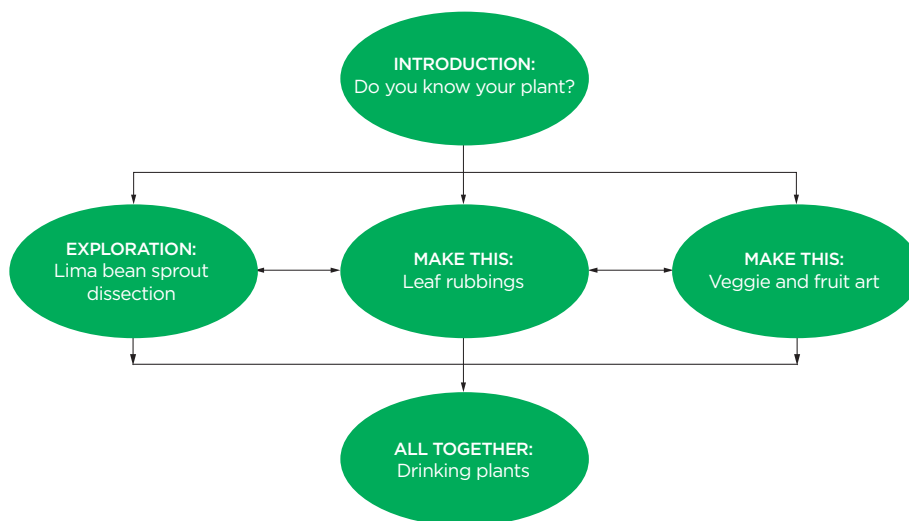 INTRODUCTION:
Do you know your plant?
EXPLORATION:
Lima bean sprout
dissection
MAKE THIS:
Leaf rubbings
MAKE THIS:
Veggie and fruit art
ALL TOGETHER:
Drinking plants